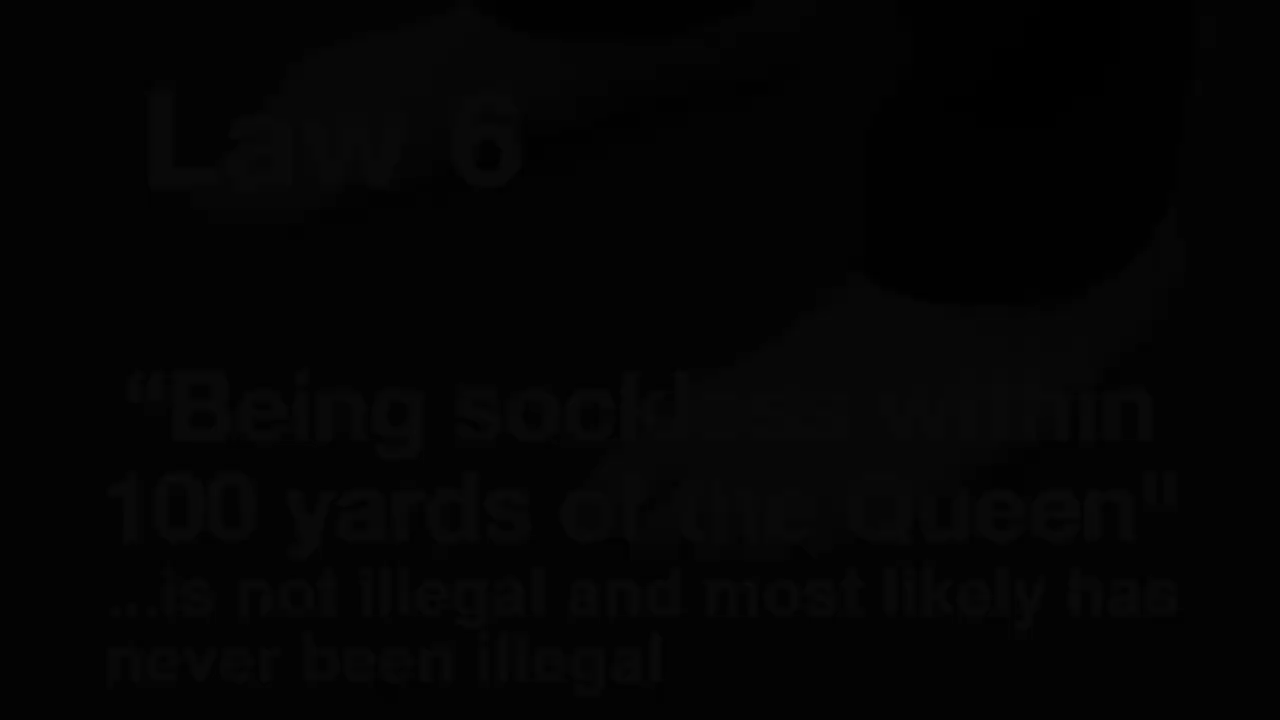 Law 6
“Being sockless within
100 yards of the Queen"
...is not illegal and most likely has
never been illegal